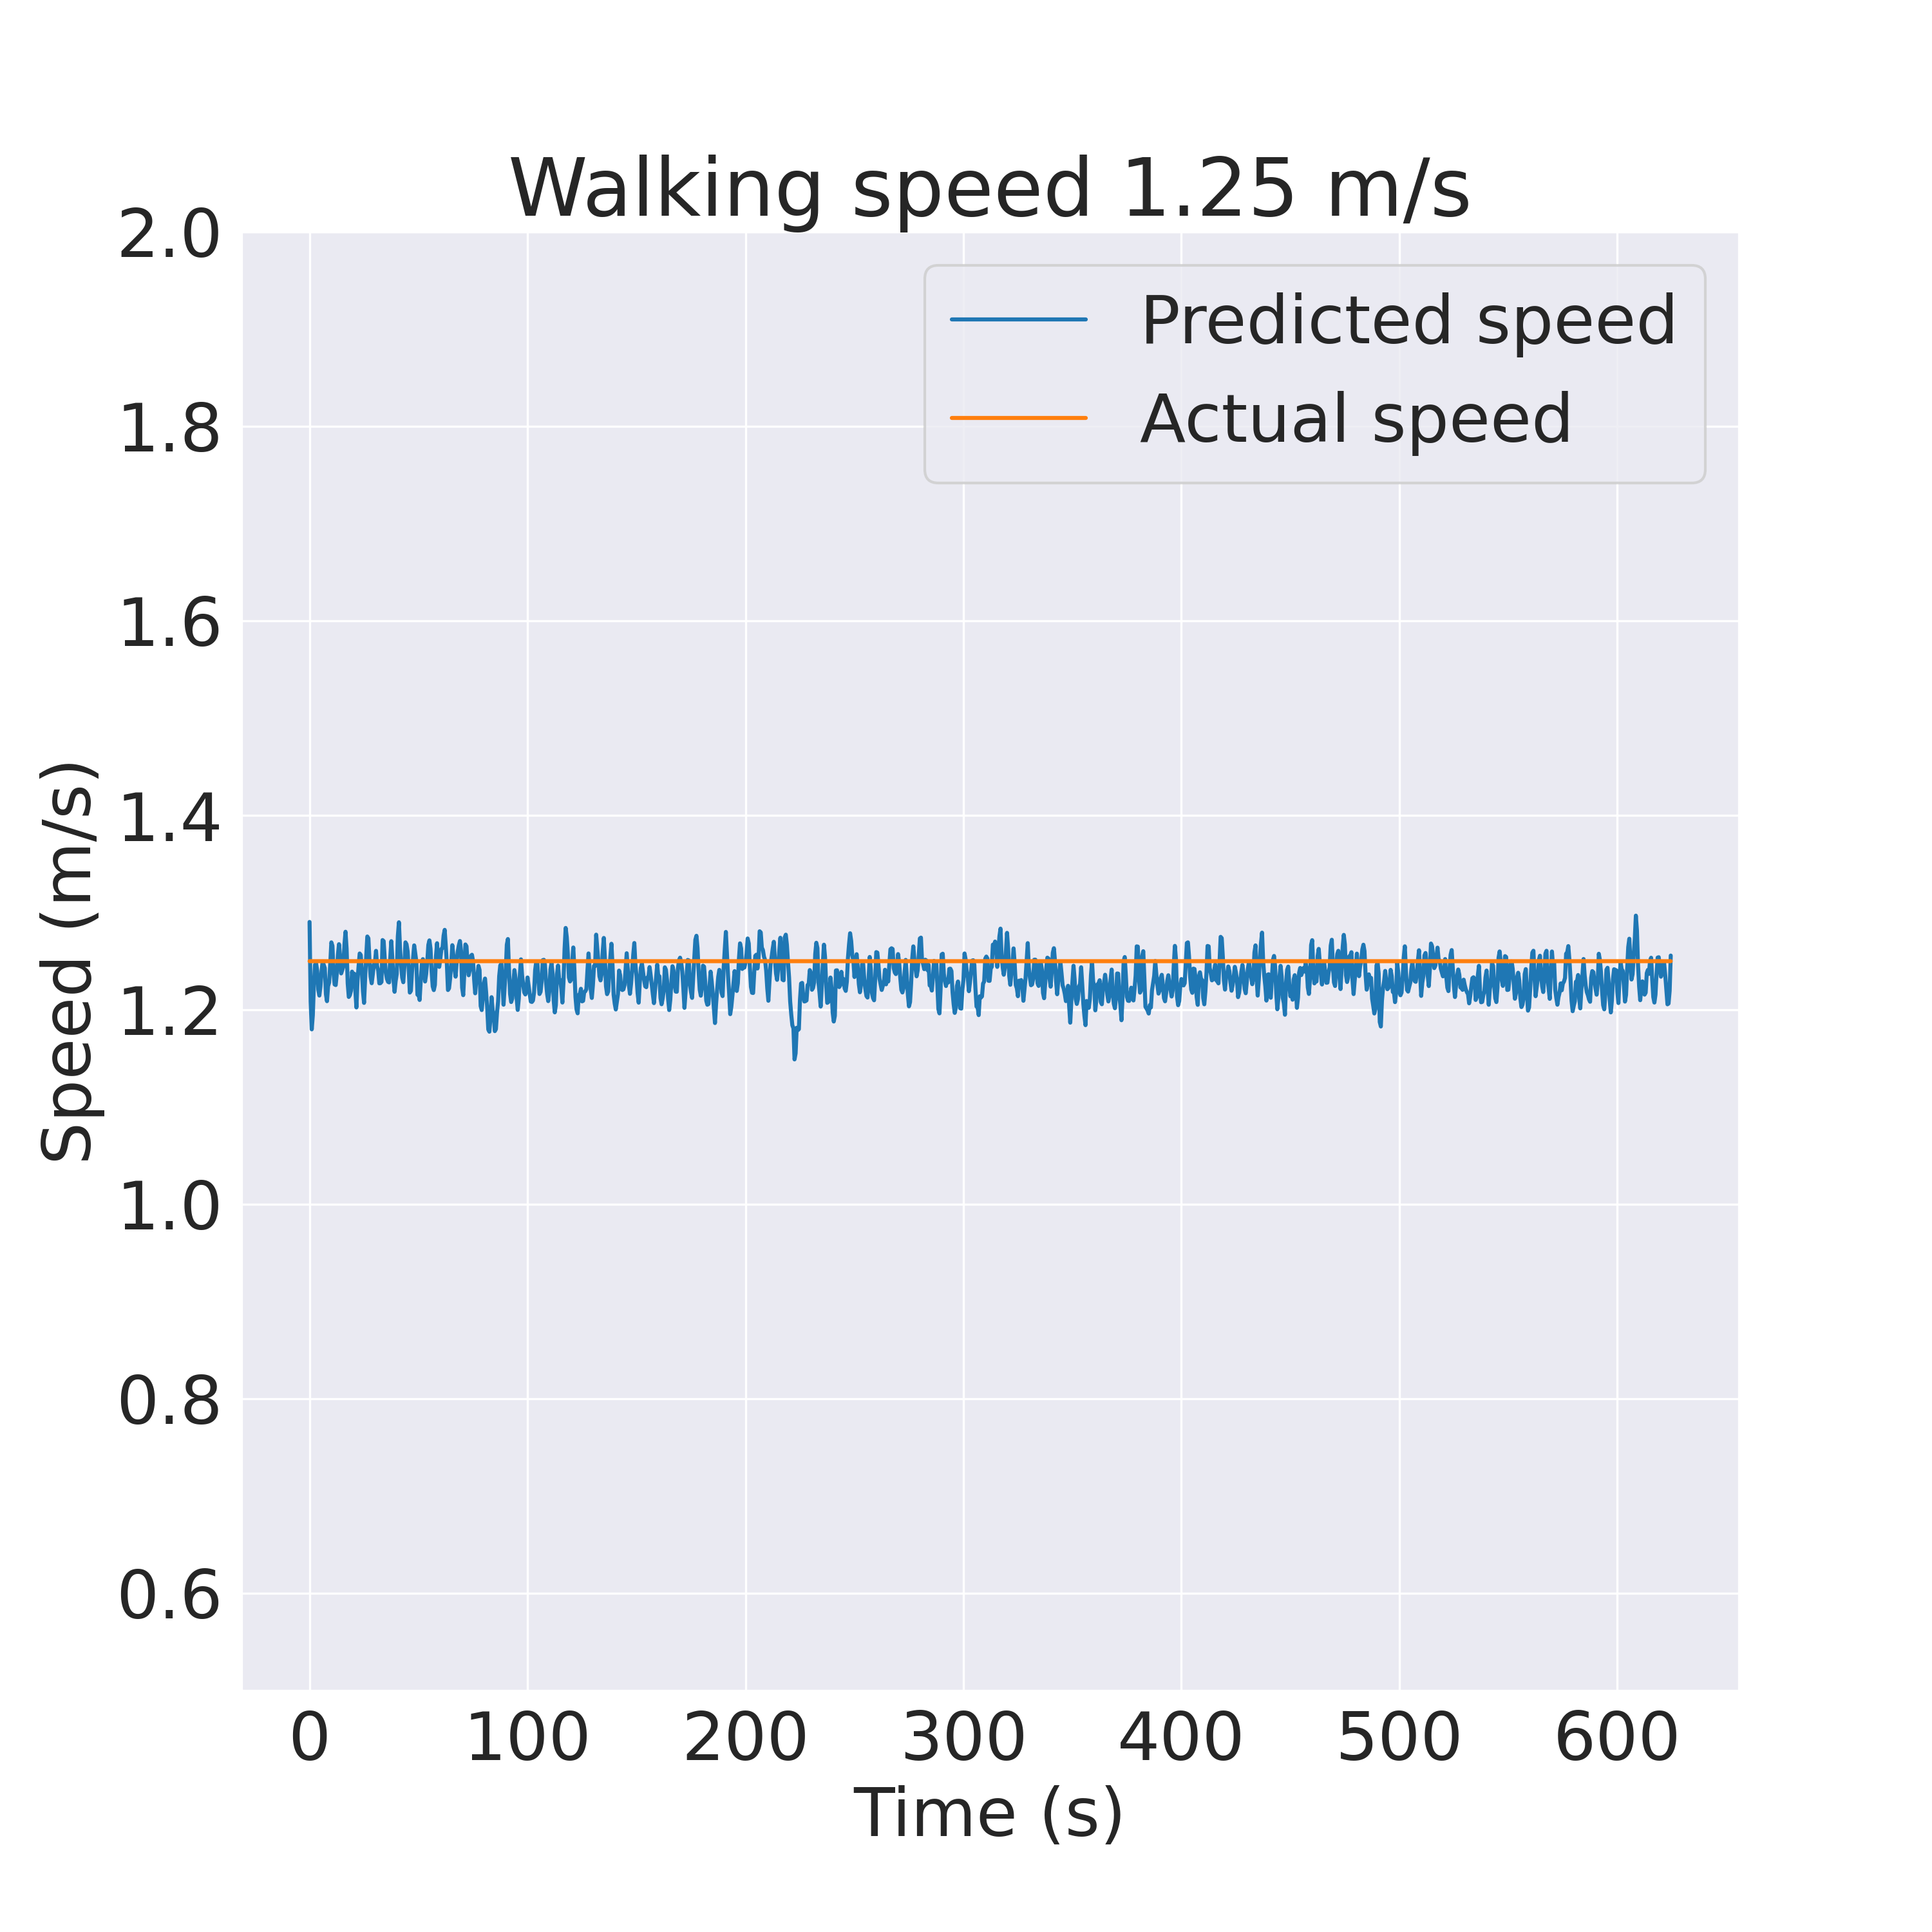 Walking speed 1.25 m/s
Predicted speed
Actual speed
2.0
1.8
1.6
1.4
1.2
1.0
0.8
0.6
Speed (m/s)
0 100 200 300 400 500 600
Time (s)